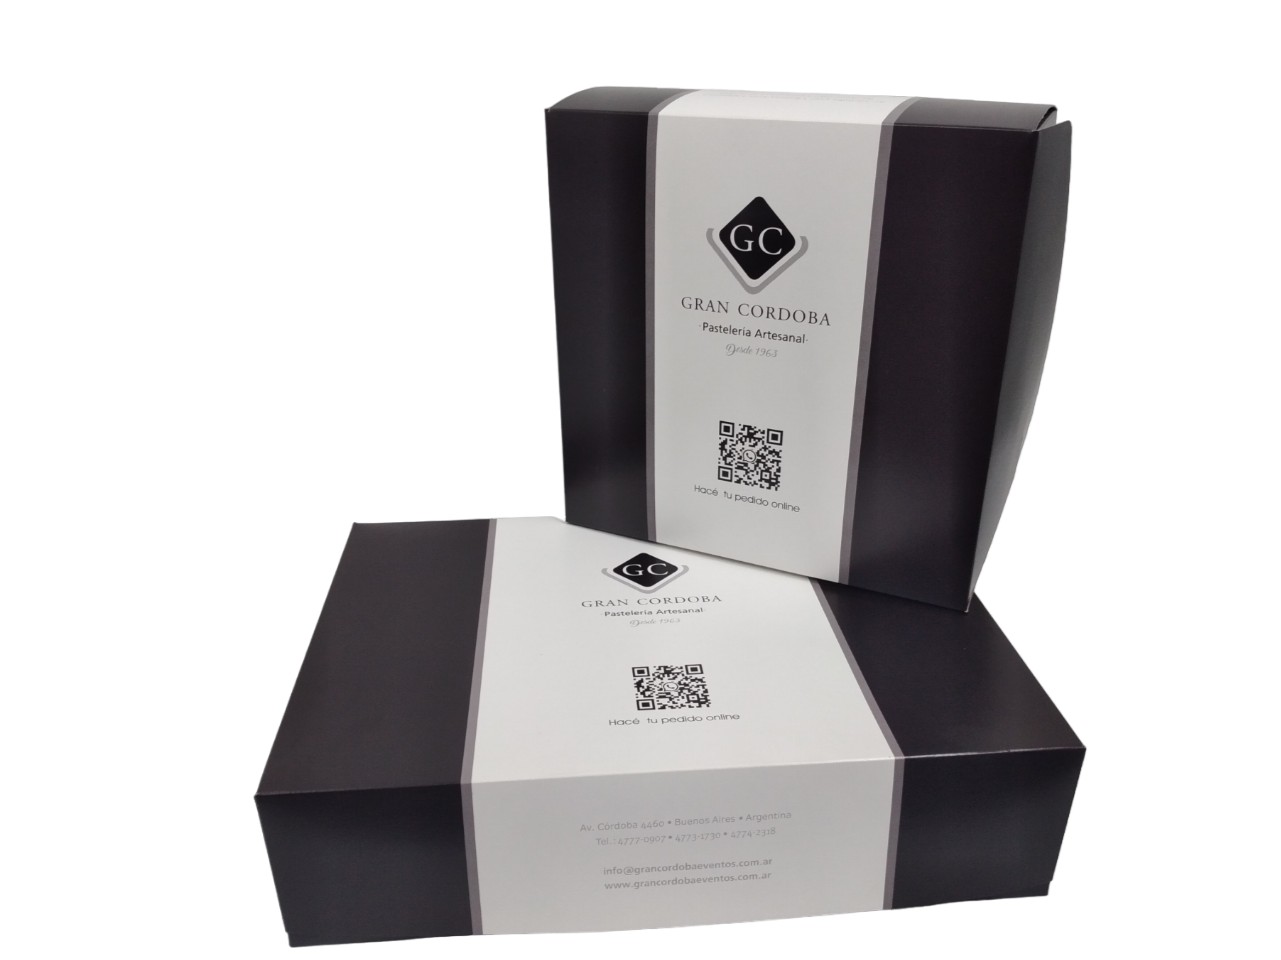 GC
GRAN CORDOBA
·Pastelería Artesanal·
Desde 1963
Hacé tu pedido online
GC
GRAN CORDOBA
·Pastelería Artesanal·
Desde 1963
Hacé tu pedido online
Av. Córdoba 4460 • Buenos Aires • Argentina
Tel.: 4777-0907 • 4773-1730 • 4774-7318
info@grancordobaeventos.com.ar
www.grancordobaeventos.com.ar